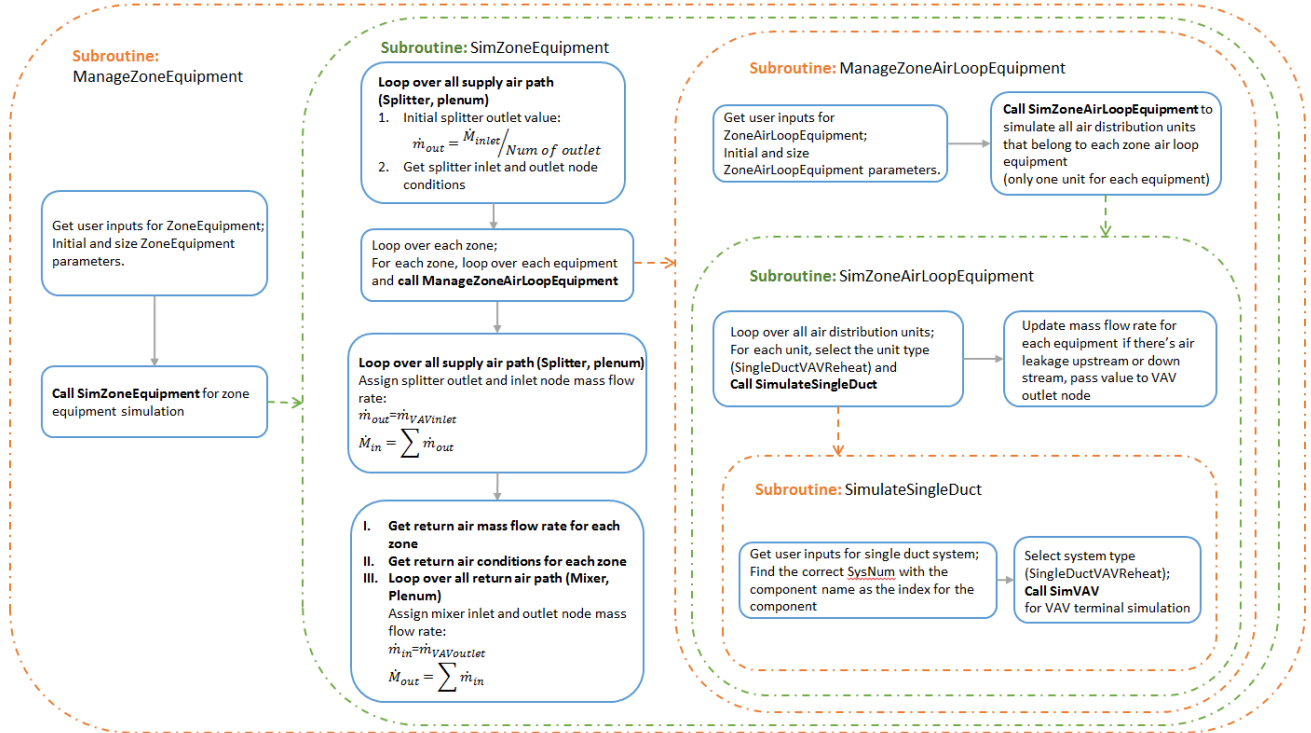 Subroutine:
ManageZoneEquipment
Get user inputs for ZoneEquipment;
Initial and size ZoneEquipment
parameters.
Call SimZoneEquipment for zone
equipment simulation
Subroutine: SimZoneEquipment
Loop over all supply air path
(Splitter, plenum)
1. Initial splitter outlet value:
ṁ_out = Ṁ_inlet/Num of outlet
2. Get splitter inlet and outlet node
conditions
Loop over each zone;
For each zone, loop over each equipment
and call ManageZoneAirLoopEquipment
Loop over all supply air path (Splitter, plenum)
Assign splitter outlet and inlet node mass flow
rate:
ṁ_out=ṁ_VAVinlet
Ṁ_in = ∑ ṁ_out
I. Get return air mass flow rate for each
zone
II. Get return air conditions for each zone
III. Loop over all return air path (Mixer,
Plenum)
Assign mixer inlet and outlet node mass
flow rate:
ṁ_in=ṁ_VAVoutlet
Ṁ_out = ∑ ṁ_in
Subroutine: ManageZoneAirLoopEquipment
Get user inputs for
ZoneAirLoopEquipment;
Initial and size
ZoneAirLoopEquipment parameters.
Call SimZoneAirLoopEquipment to
simulate all air distribution units
that belong to each zone air loop
equipment
(only one unit for each equipment)
Subroutine: SimZoneAirLoopEquipment
Loop over all air distribution units;
For each unit, select the unit type
(SingleDuctVAVReheat) and
Call SimulateSingleDuct
Update mass flow rate for
each equipment if there's air
leakage upstream or down
stream, pass value to VAV
outlet node
Subroutine: SimulateSingleDuct
Get user inputs for single duct system;
Find the correct SysNum with the
component name as the index for the
component
Select system type
(SingleDuctVAVReheat);
Call SimVAV
for VAV terminal simulation